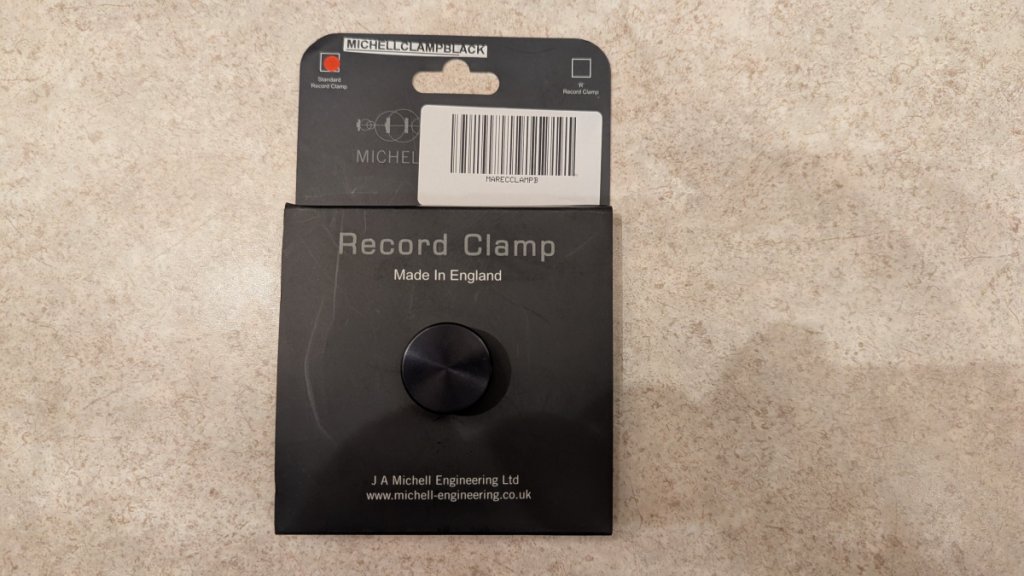 MICHELLCLAMPBLACK
Standard
Record Clamp
'R'
Record Clamp
MARECCLAMPB
Record Clamp
Made In England
J A Michell Engineering Ltd
www.michell-engineering.co.uk